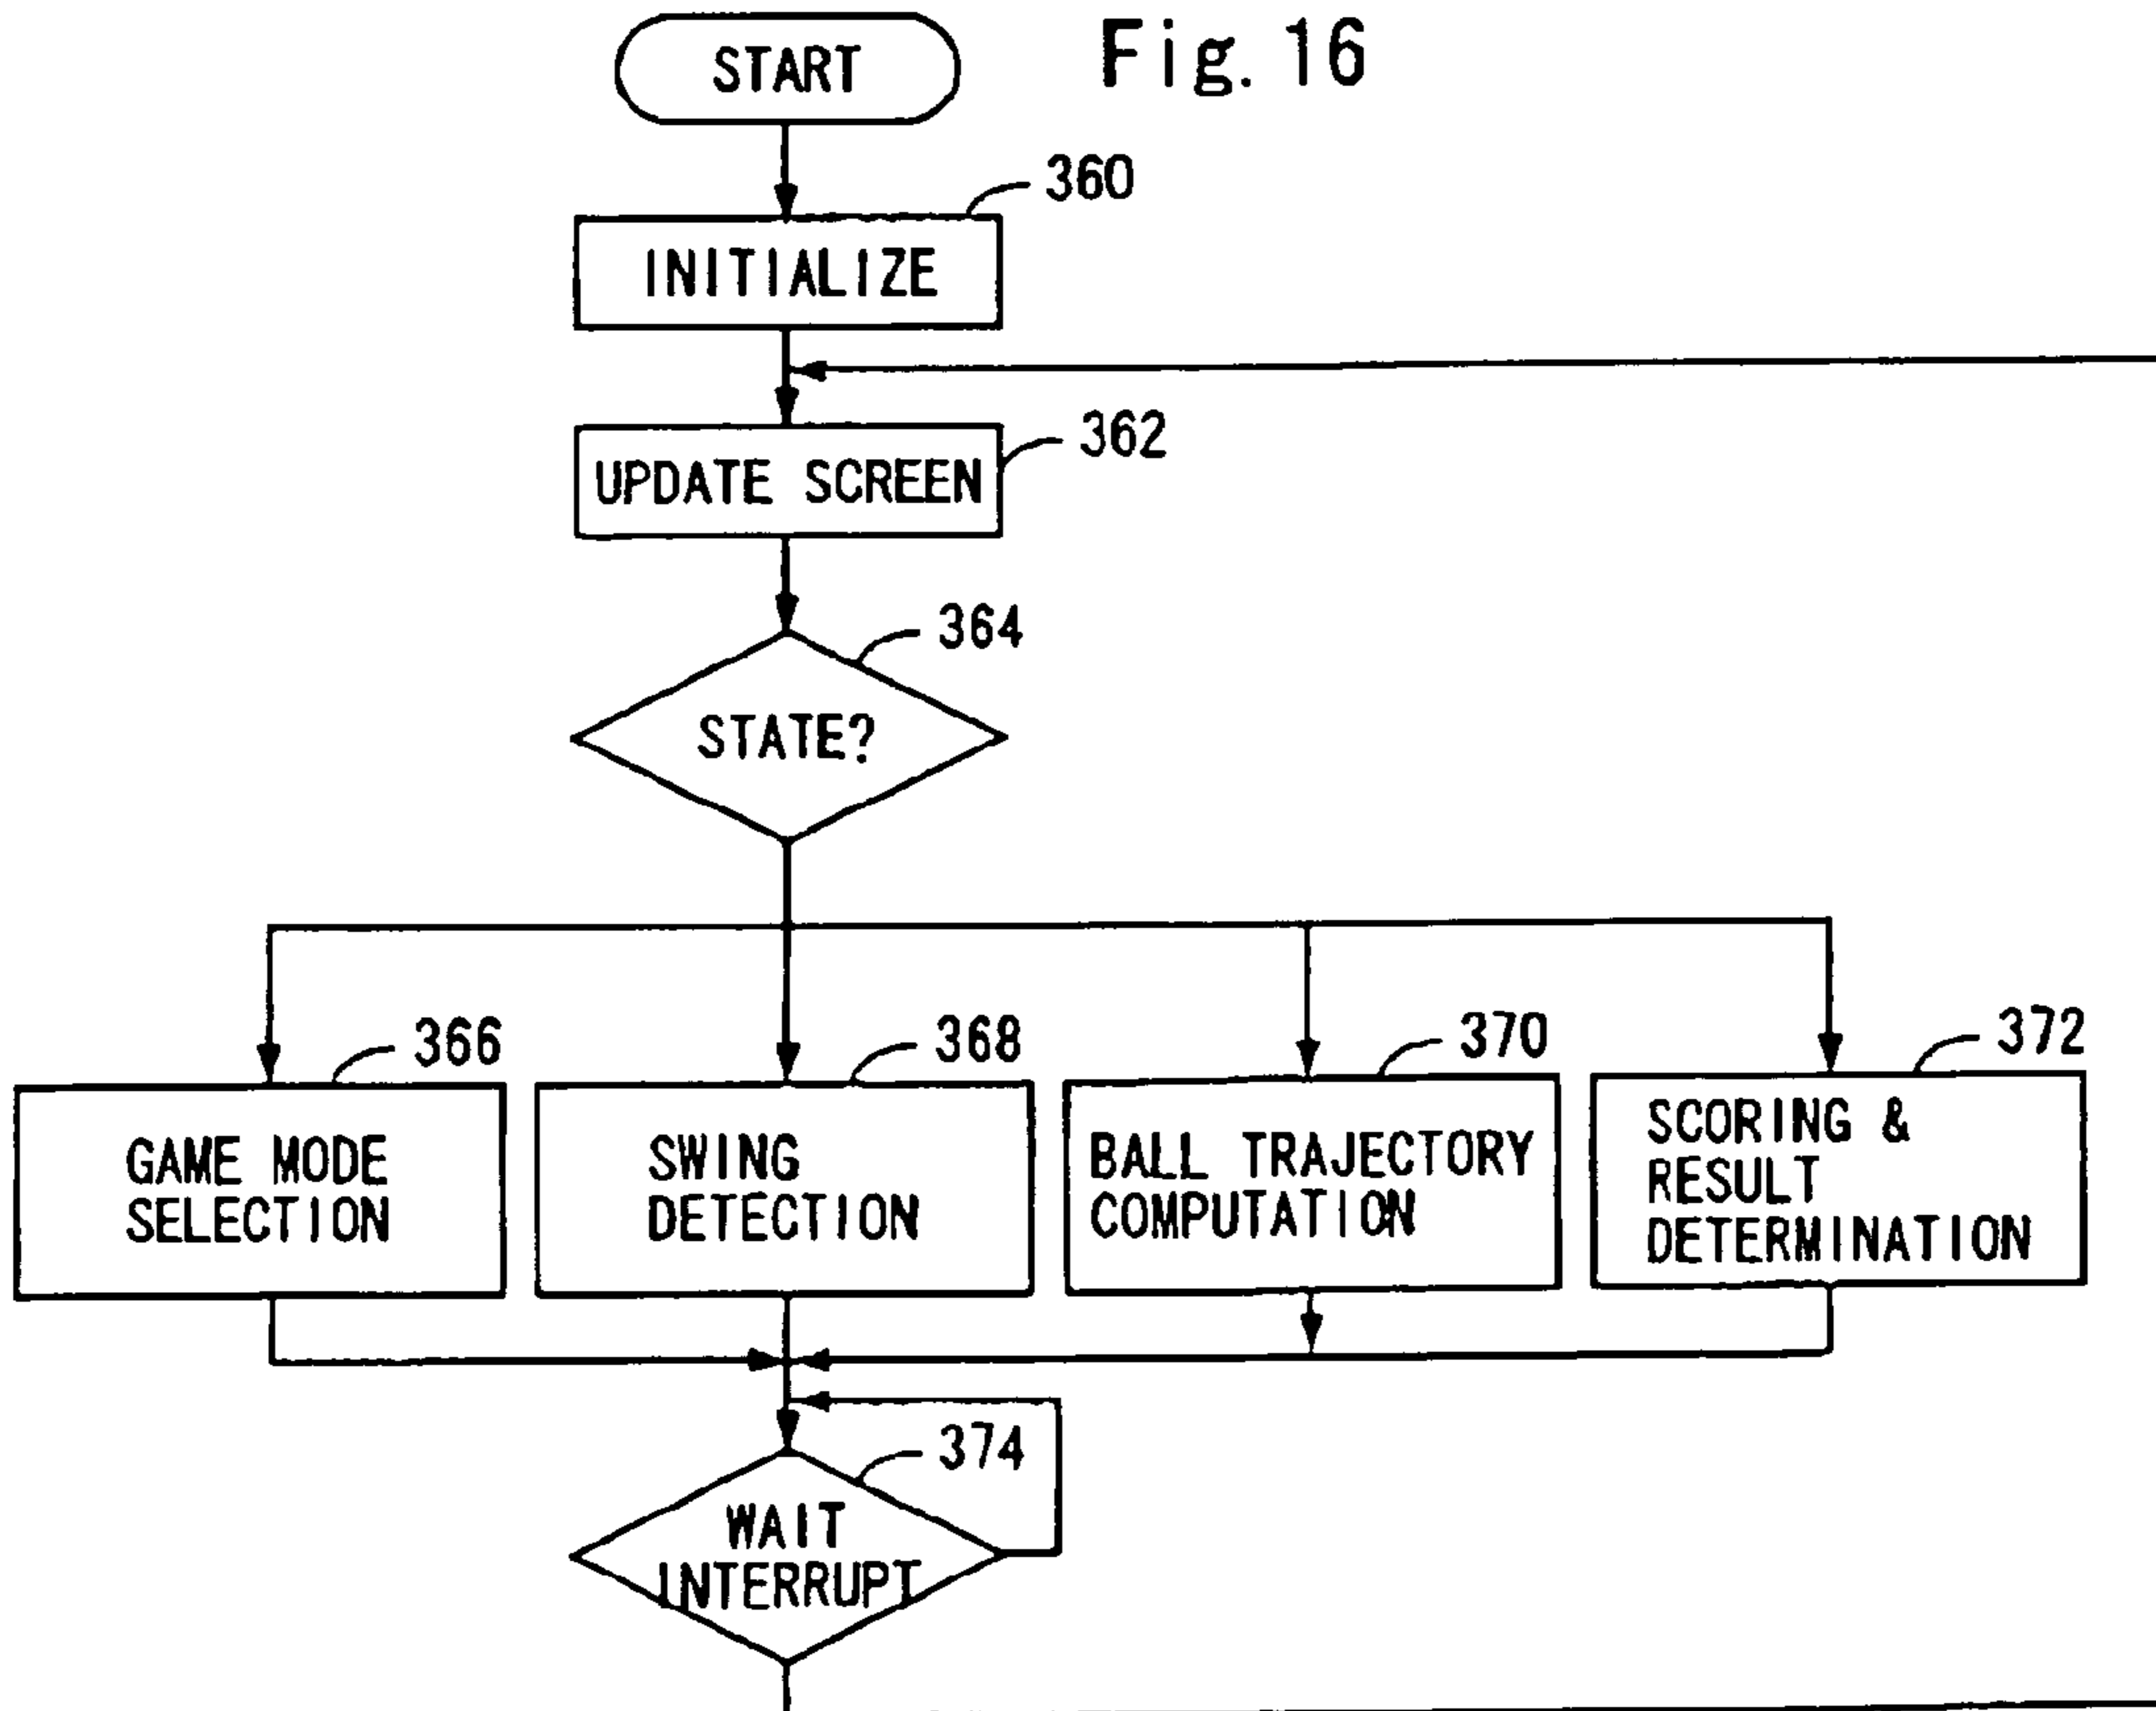 START
Fig. 16
360
INITIALIZE
362
UPDATE SCREEN
364
STATE?
366
368
370
372
GAME MODE
SELECTION
SWING
DETECTION
BALL TRAJECTORY
COMPUTATION
SCORING &
RESULT
DETERMINATION
374
WAIT
INTERRUPT